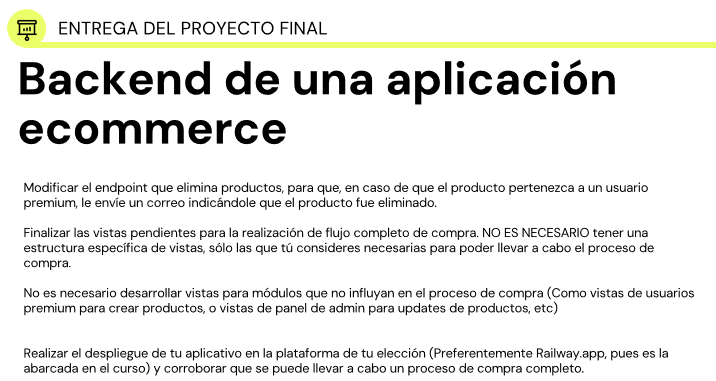 ENTREGA DEL PROYECTO FINAL
Backend de una aplicación
ecommerce
Modificar el endpoint que elimina productos, para que, en caso de que el producto pertenezca a un usuario
premium, le envíe un correo indicándole que el producto fue eliminado.
Finalizar las vistas pendientes para la realización de flujo completo de compra. NO ES NECESARIO tener una
estructura específica de vistas, sólo las que tú consideres necesarias para poder llevar a cabo el proceso de
compra.
No es necesario desarrollar vistas para módulos que no influyan en el proceso de compra (Como vistas de usuarios
premium para crear productos, o vistas de panel de admin para updates de productos, etc)
Realizar el despliegue de tu aplicativo en la plataforma de tu elección (Preferentemente Railway.app, pues es la
abarcada en el curso) y corroborar que se puede llevar a cabo un proceso de compra completo.